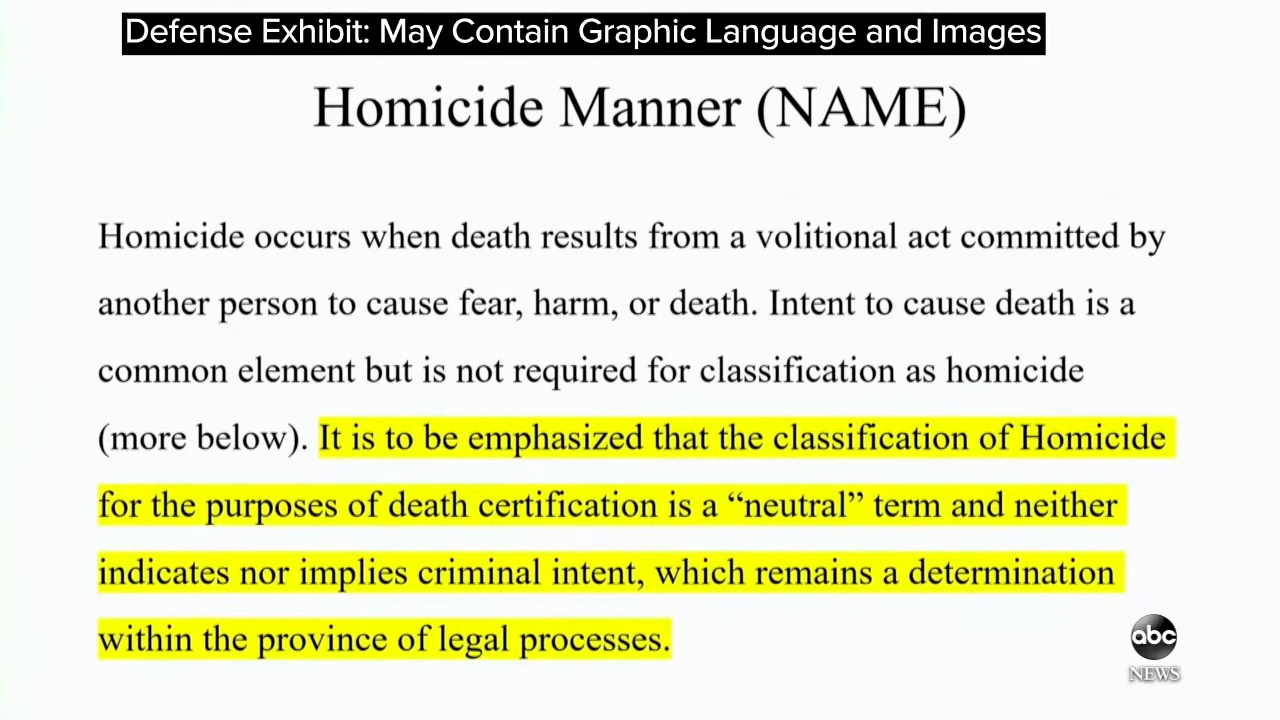 Defense Exhibit: May Contain Graphic Language and Images
Homicide Manner (NAME)
Homicide occurs when death results from a volitional act committed by
another person to cause fear, harm, or death. Intent to cause death is a
common element but is not required for classification as homicide
(more below). It is to be emphasized that the classification of Homicide
for the purposes of death certification is a “neutral” term and neither
indicates nor implies criminal intent, which remains a determination
within the province of legal processes.
abc
NEWS